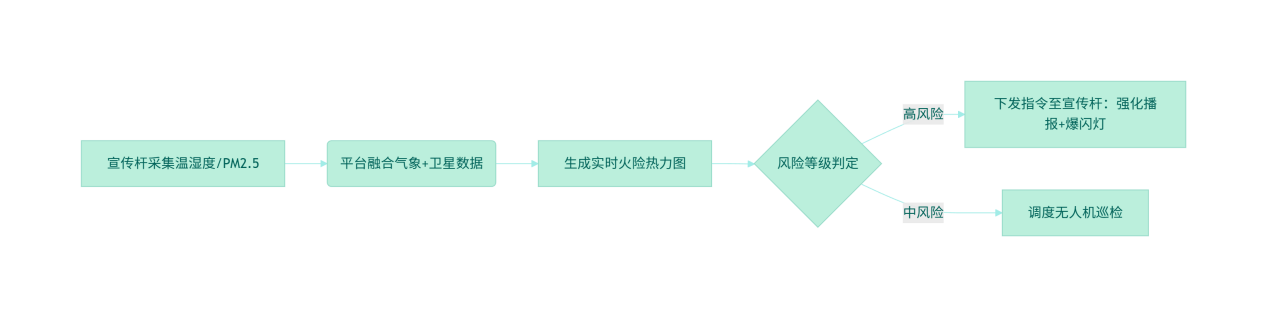 宣传杆采集温湿度/PM2.5
平台融合气象+卫星数据
生成实时火险热力图
风险等级判定
高风险
下发指令至宣传杆：强化播
报+爆闪灯
中风险
调度无人机巡检